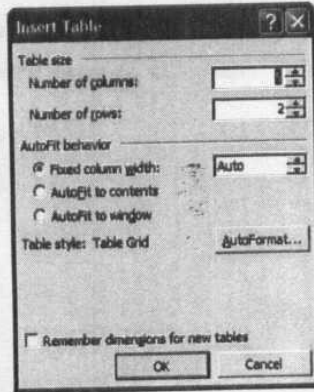 Insert Table
Table size
Number of columns:
Number of rows: 2
AutoFit behavior
Fixed column width: Auto
AutoFit to contents
AutoFit to window
Table style: Table Grid AutoFormat...
Remember dimensions for new tables
OK Cancel